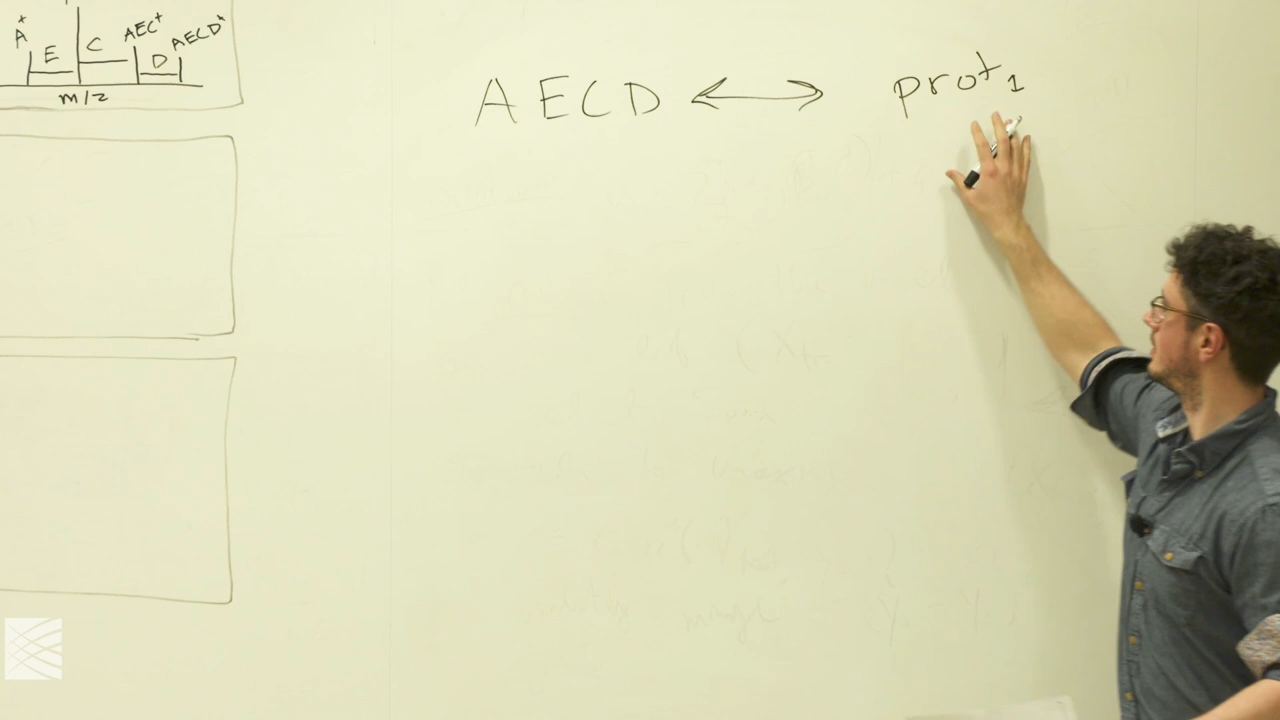 A⁺ E C AEC⁺ D AECD⁺
m/z
AECD ⟷ prot₁